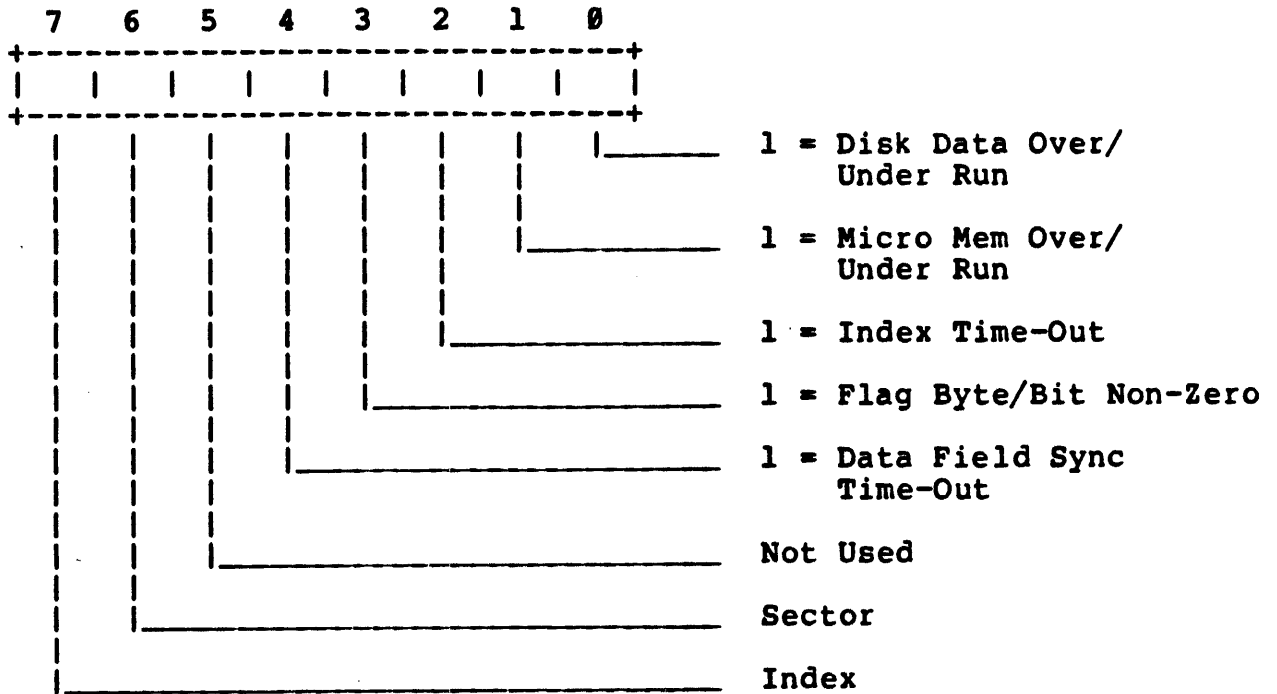 7 6 5 4 3 2 1 0
1 = Disk Data Over/
Under Run
1 = Micro Mem Over/
Under Run
1 = Index Time-Out
1 = Flag Byte/Bit Non-Zero
1 = Data Field Sync
Time-Out
Not Used
Sector
Index